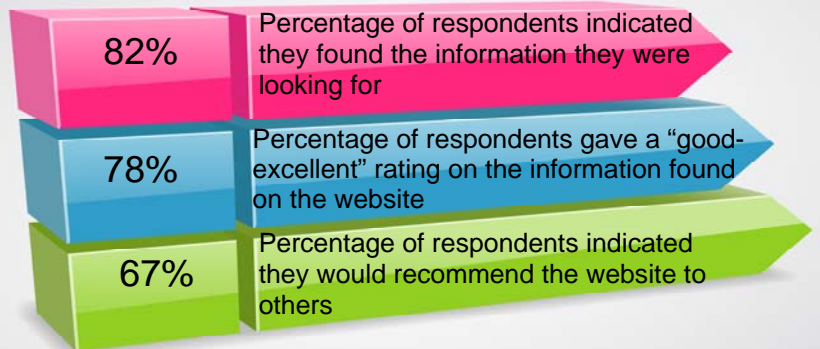 82%
Percentage of respondents indicated
they found the information they were
looking for
78%
Percentage of respondents gave a “good-
excellent” rating on the information found
on the website
67%
Percentage of respondents indicated
they would recommend the website to
others